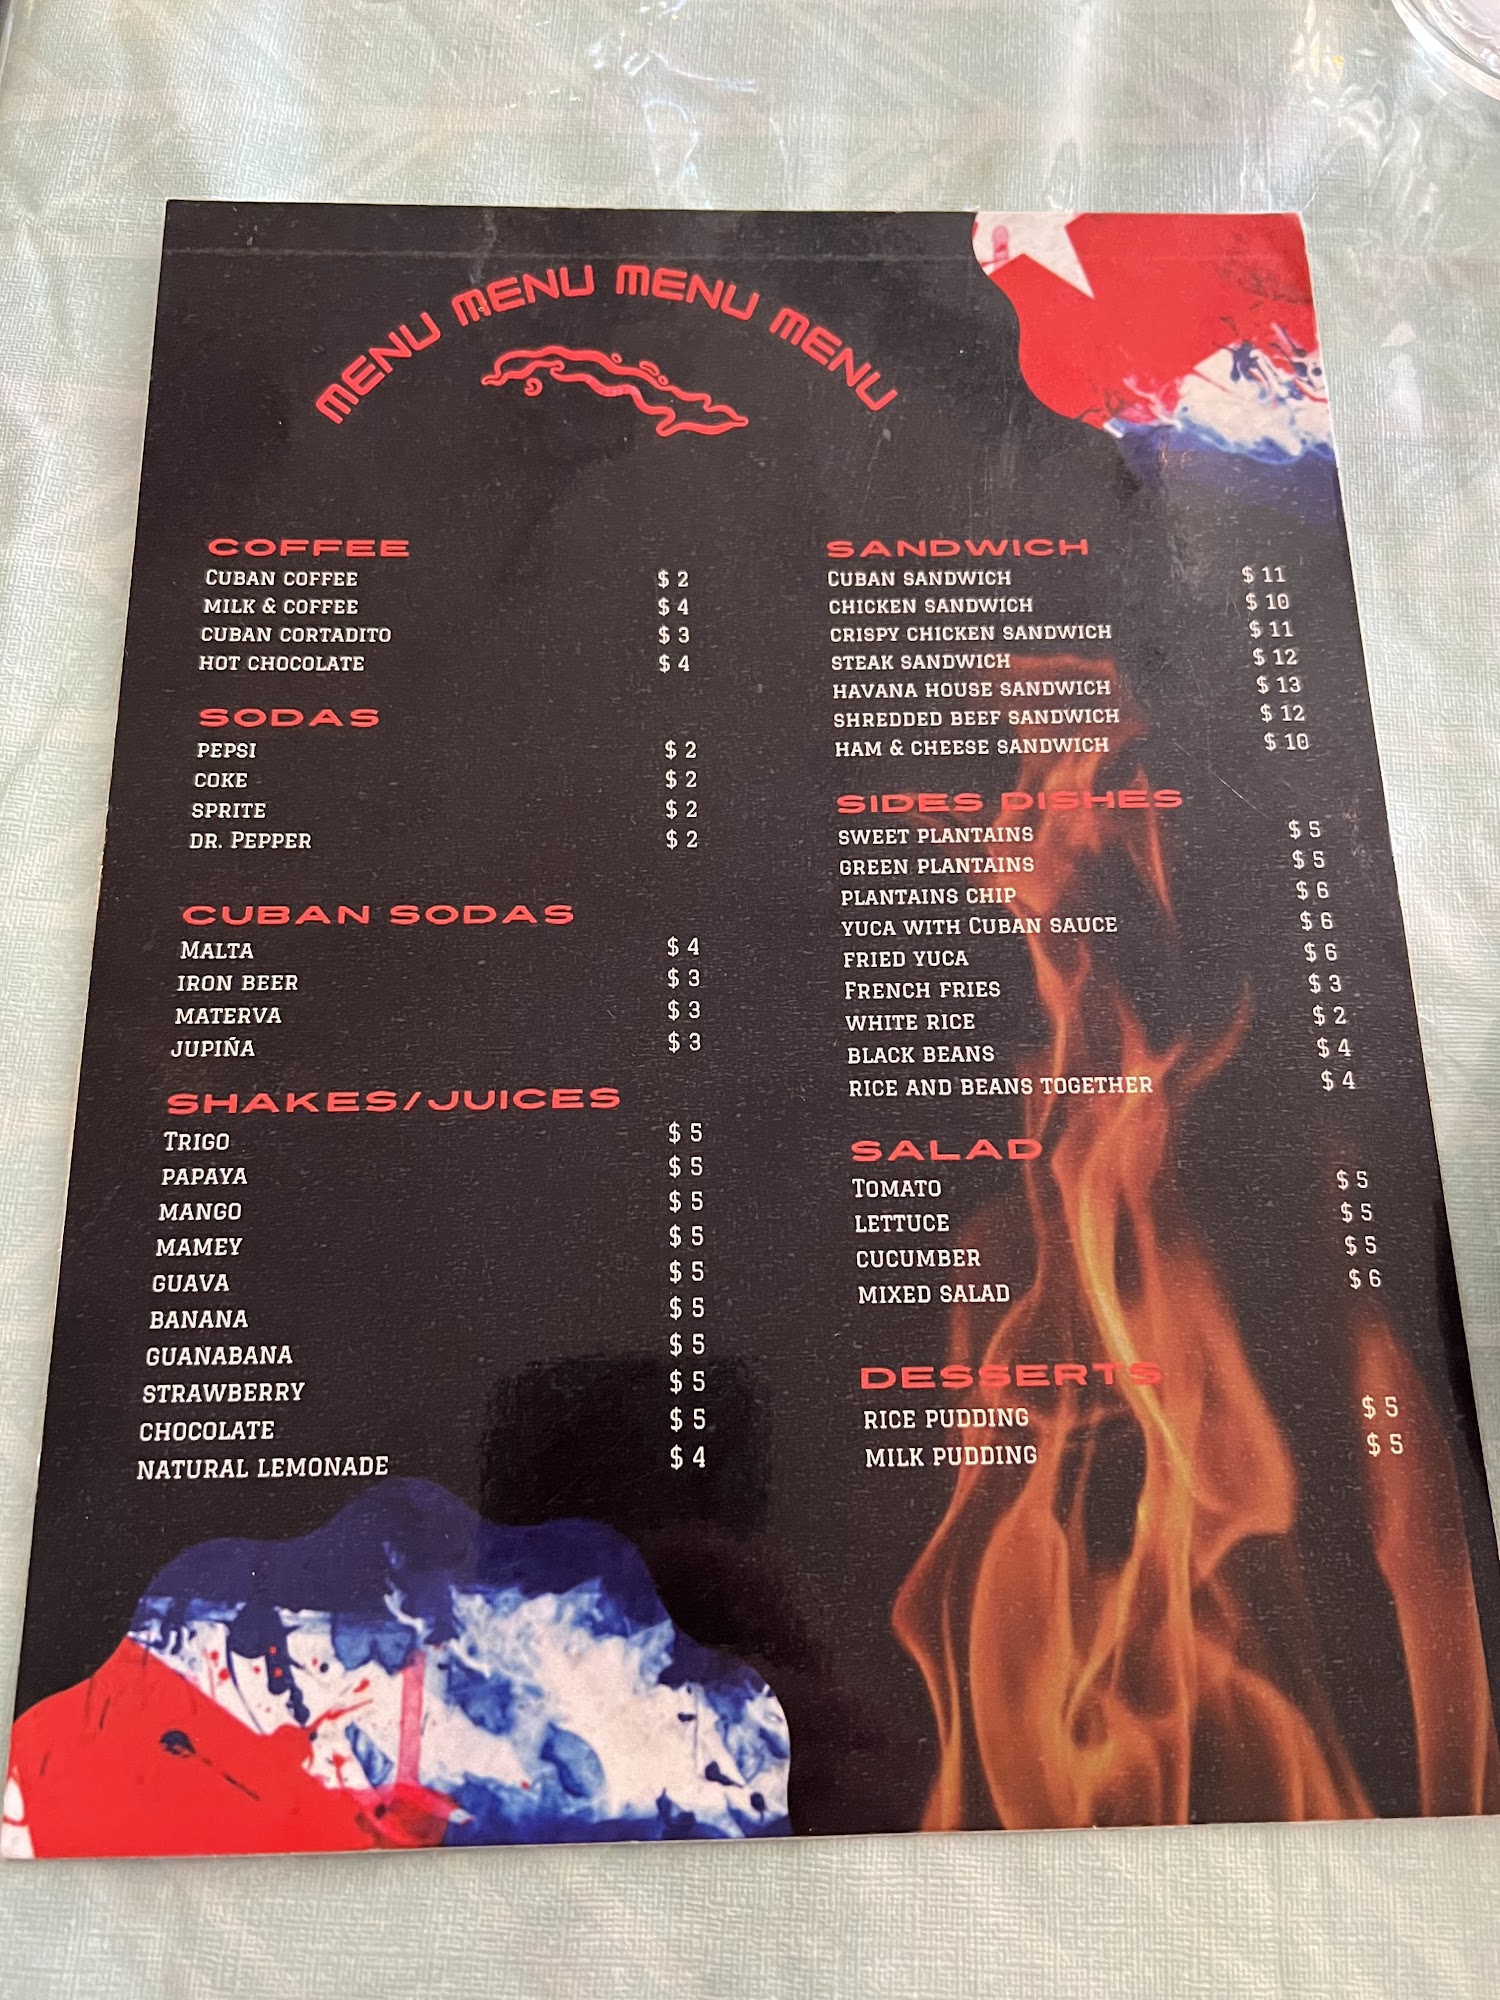 MENU MENU MENU MENU
COFFEE
CUBAN COFFEE $ 2
MILK & COFFEE $ 4
CUBAN CORTADITO $ 3
HOT CHOCOLATE $ 4
SODAS
PEPSI $ 2
COKE $ 2
SPRITE $ 2
DR. PEPPER $ 2
CUBAN SODAS
MALTA $ 4
IRON BEER $ 3
MATERVA $ 3
JUPIÑA $ 3
SHAKES/JUICES
TRIGO $ 5
PAPAYA $ 5
MANGO $ 5
MAMEY $ 5
GUAVA $ 5
BANANA $ 5
GUANABANA $ 5
STRAWBERRY $ 5
CHOCOLATE $ 5
NATURAL LEMONADE $ 4
SANDWICH
CUBAN SANDWICH $ 11
CHICKEN SANDWICH $ 10
CRISPY CHICKEN SANDWICH $ 11
STEAK SANDWICH $ 12
HAVANA HOUSE SANDWICH $ 13
SHREDDED BEEF SANDWICH $ 12
HAM & CHEESE SANDWICH $ 10
SIDES DISHES
SWEET PLANTAINS $ 5
GREEN PLANTAINS $ 5
PLANTAINS CHIP $ 6
YUCA WITH CUBAN SAUCE $ 6
FRIED YUCA $ 6
FRENCH FRIES $ 3
WHITE RICE $ 2
BLACK BEANS $ 4
RICE AND BEANS TOGETHER $ 4
SALAD
TOMATO $ 5
LETTUCE $ 5
CUCUMBER $ 5
MIXED SALAD $ 6
DESSERTS
RICE PUDDING $ 5
MILK PUDDING $ 5